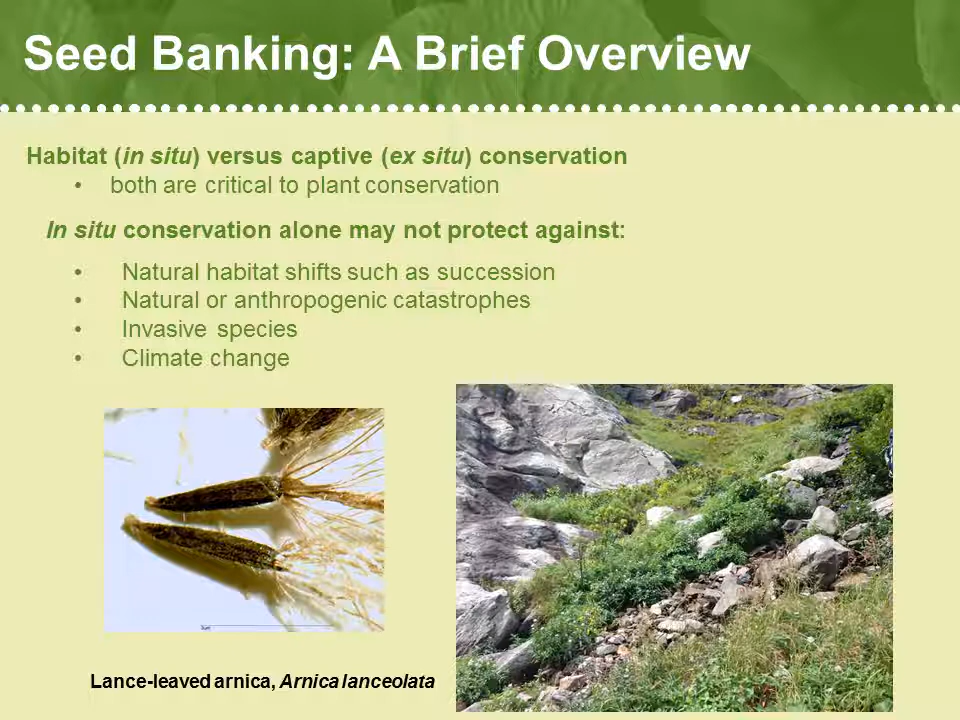 Seed Banking: A Brief Overview
Habitat (in situ) versus captive (ex situ) conservation
• both are critical to plant conservation
In situ conservation alone may not protect against:
• Natural habitat shifts such as succession
• Natural or anthropogenic catastrophes
• Invasive species
• Climate change
Lance-leaved arnica, Arnica lanceolata